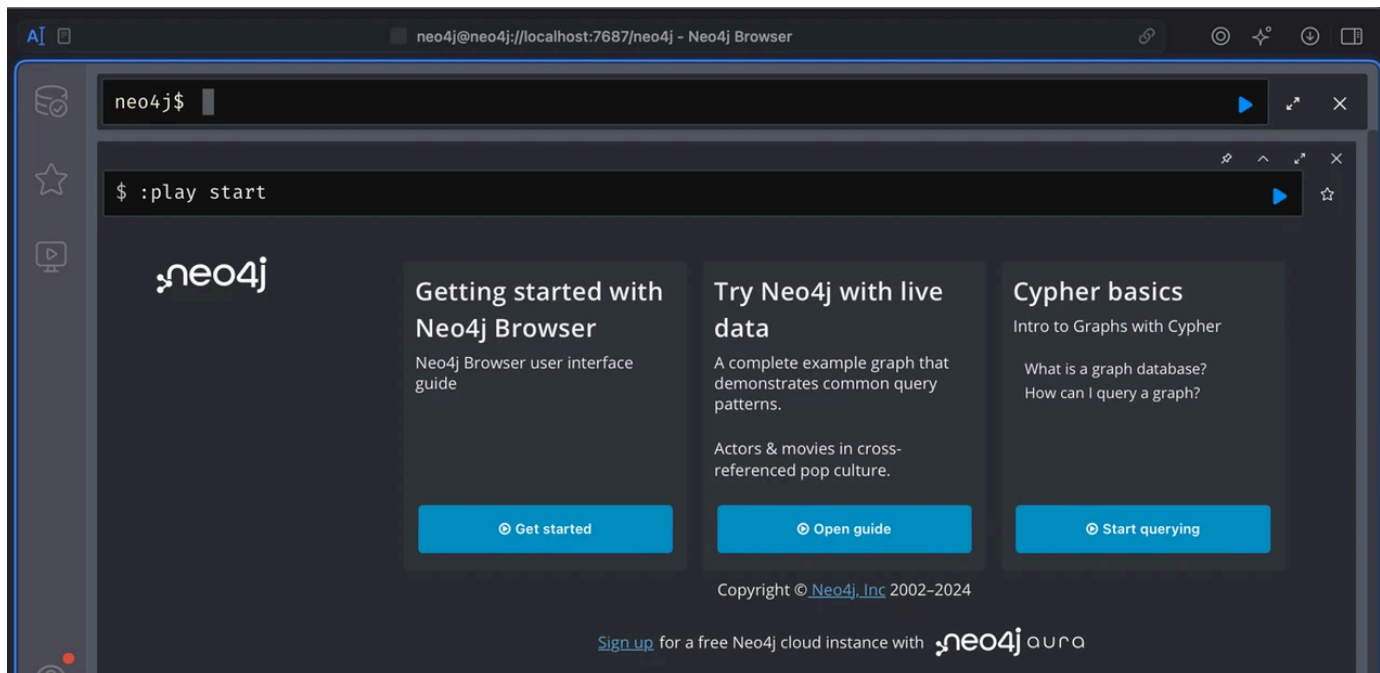 A
neo4j@neo4j://localhost:7687/neo4j - Neo4j Browser
neo4j$
$ :play start
neo4j
Getting started with
Neo4j Browser
Neo4j Browser user interface
guide
Get started
Try Neo4j with live
data
A complete example graph that
demonstrates common query
patterns.
Actors & movies in cross-
referenced pop culture.
Open guide
Cypher basics
Intro to Graphs with Cypher
What is a graph database?
How can I query a graph?
Start querying
Copyright © Neo4j, Inc 2002–2024
Sign up for a free Neo4j cloud instance with neo4j aura